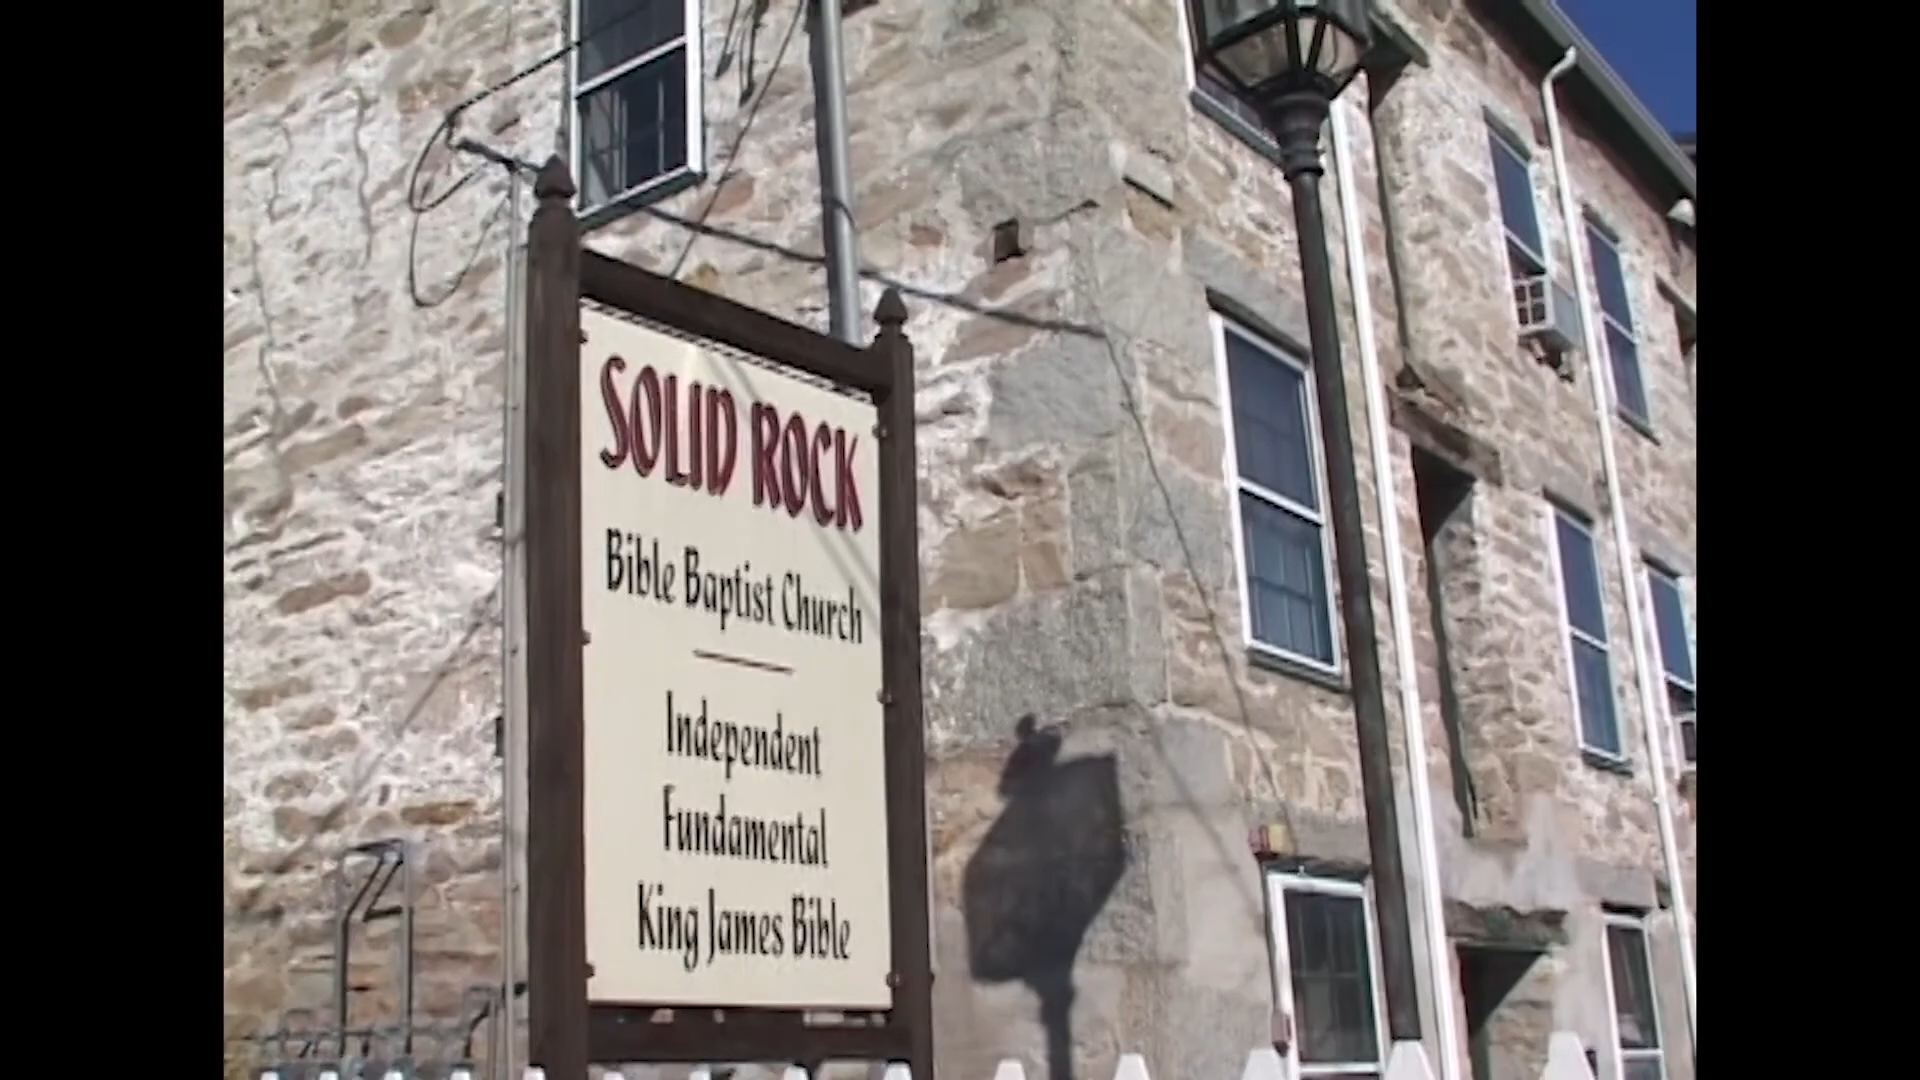 SOLID ROCK
Bible Baptist Church
Independent
Fundamental
King James Bible